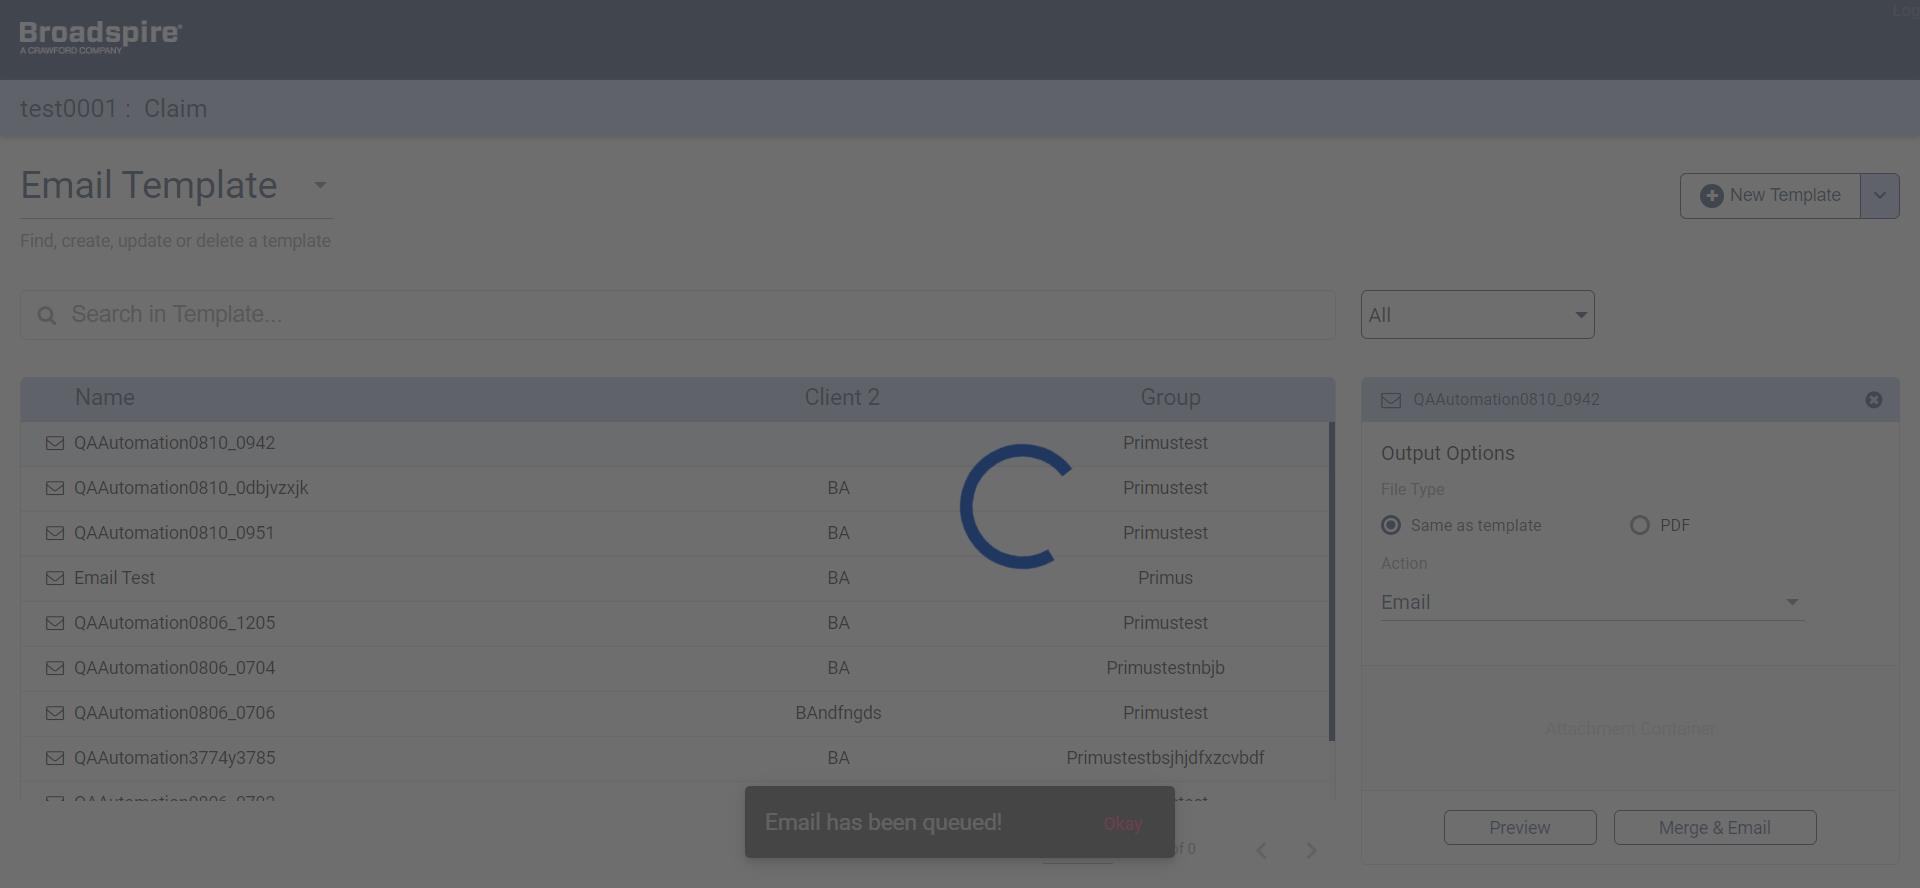 Log
Broadspire
A CRAWFORD COMPANY
test0001 : Claim
Email Template
New Template
Find, create, update or delete a template
Search in Template...
All
Name Client 2 Group
QAAutomation0810_0942 Primustest
QAAutomation0810_0dbjvzxjk BA Primustest
QAAutomation0810_0951 BA Primustest
Email Test BA Primus
QAAutomation0806_1205 BA Primustest
QAAutomation0806_0704 BA Primustestnbjb
QAAutomation0806_0706 BAndfngds Primustest
QAAutomation3774y3785 BA Primustestbsjhjdfxzcvbdf
QAAutomation0810_0942
Output Options
File Type
Same as template PDF
Action
Email
Attachment Container
Preview Merge & Email
Email has been queued! Okay
of 0